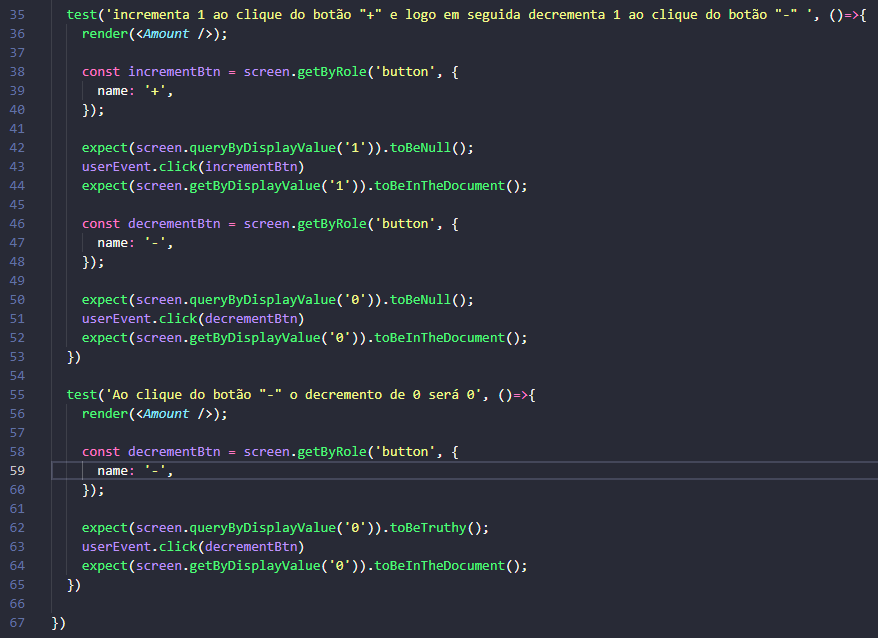 35 test('incrementa 1 ao clique do botão "+" e logo em seguida decrementa 1 ao clique do botão "-" ', ()=>{
36 render(<Amount />);
37
38 const incrementBtn = screen.getByRole('button', {
39 name: '+',
40 });
41
42 expect(screen.queryByDisplayValue('1')).toBeNull();
43 userEvent.click(incrementBtn)
44 expect(screen.getByDisplayValue('1')).toBeInTheDocument();
45
46 const decrementBtn = screen.getByRole('button', {
47 name: '-',
48 });
49
50 expect(screen.queryByDisplayValue('0')).toBeNull();
51 userEvent.click(decrementBtn)
52 expect(screen.getByDisplayValue('0')).toBeInTheDocument();
53 })
54
55 test('Ao clique do botão "-" o decremento de 0 será 0', ()=>{
56 render(<Amount />);
57
58 const decrementBtn = screen.getByRole('button', {
59 name: '-',
60 });
61
62 expect(screen.queryByDisplayValue('0')).toBeTruthy();
63 userEvent.click(decrementBtn)
64 expect(screen.getByDisplayValue('0')).toBeInTheDocument();
65 })
66
67 })